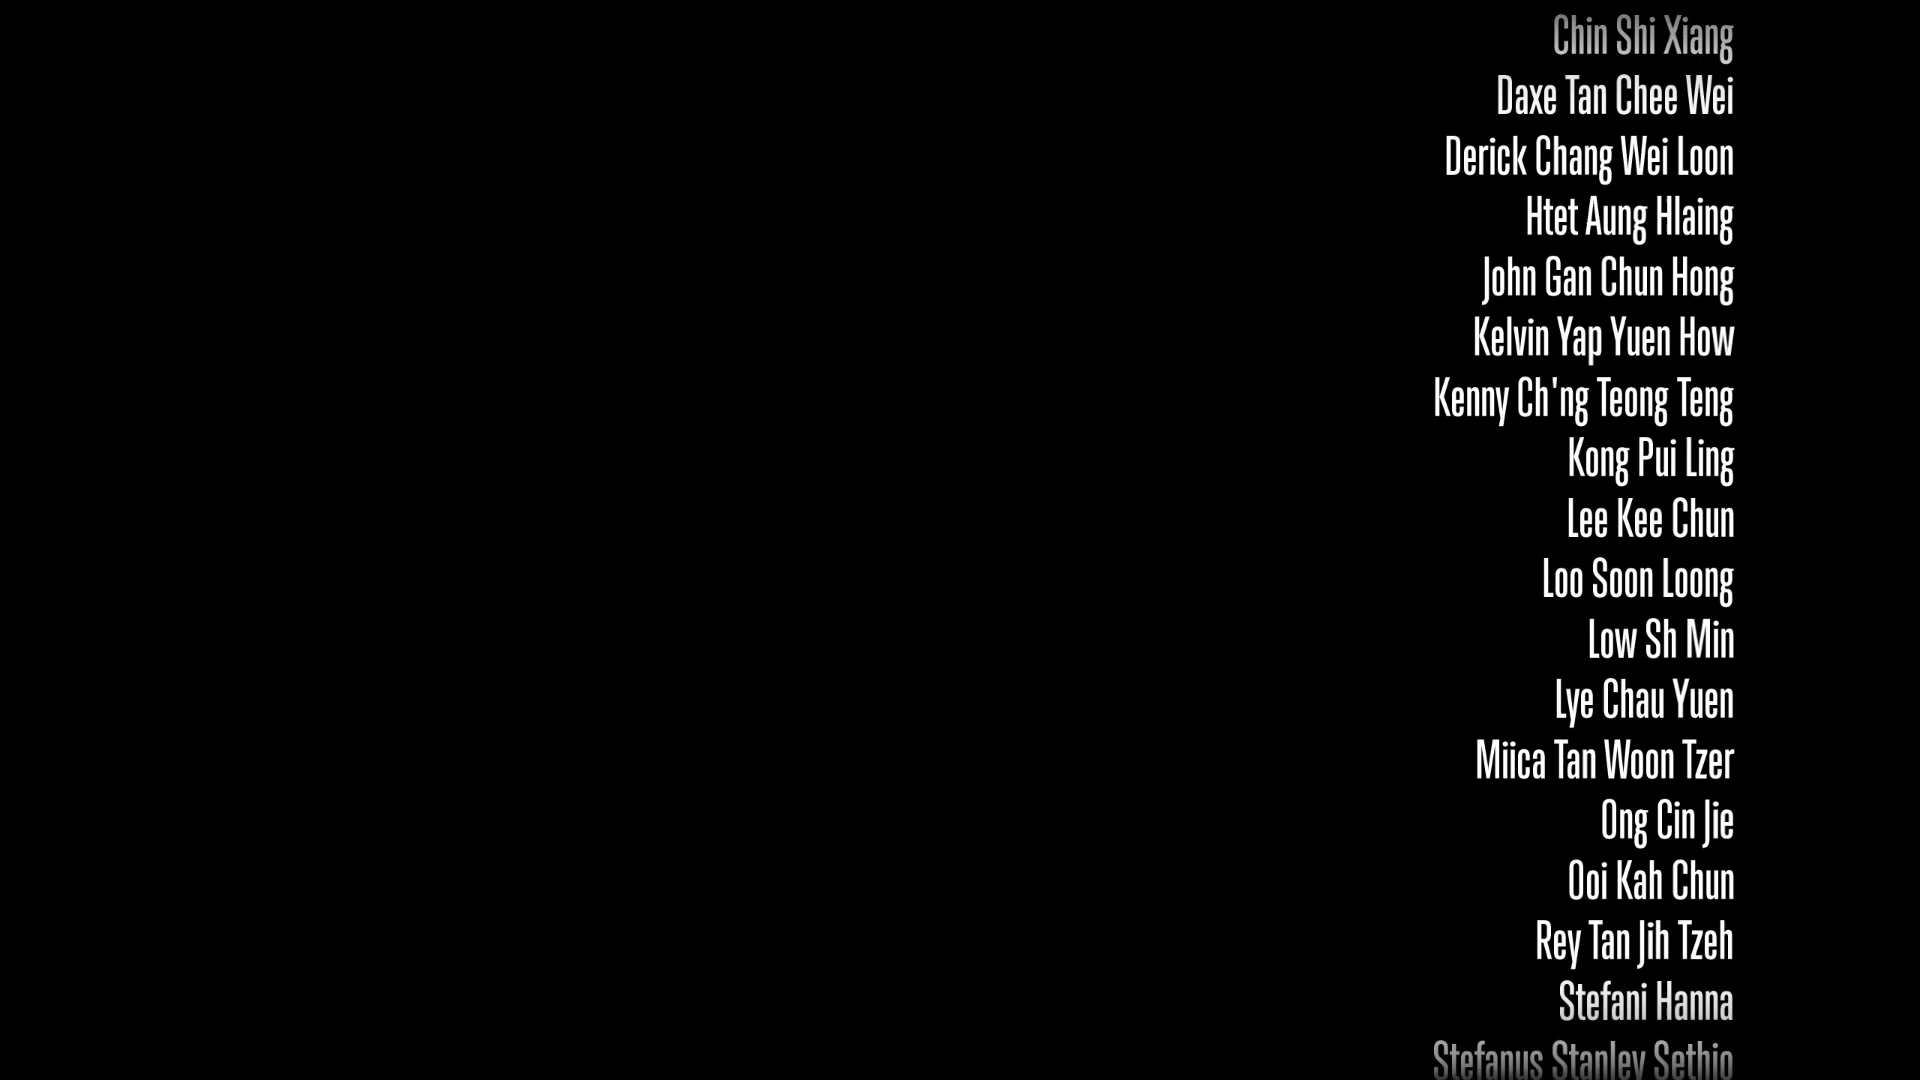 Chin Shi Xiang
Daxe Tan Chee Wei
Derick Chang Wei Loon
Htet Aung Hlaing
John Gan Chun Hong
Kelvin Yap Yuen How
Kenny Ch'ng Teong Teng
Kong Pui Ling
Lee Kee Chun
Loo Soon Loong
Low Sh Min
Lye Chau Yuen
Miica Tan Woon Tzer
Ong Cin Jie
Ooi Kah Chun
Rey Tan Jih Tzeh
Stefani Hanna
Stefanus Stanley Sethio